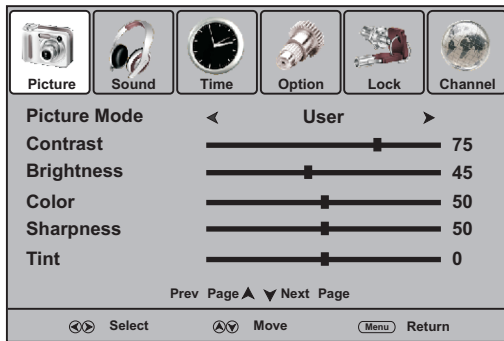 Picture Sound Time Option Lock Channel
Picture Mode User
Contrast 75
Brightness 45
Color 50
Sharpness 50
Tint 0
Prev Page Next Page
Select Move Menu Return